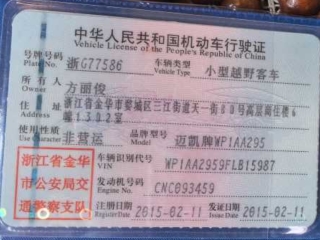 中华人民共和国机动车行驶证
Vehicle License of the People's Republic of China
号牌号码 Plate No. 浙G77586 车辆类型 Vehicle Type 小型越野客车
所有人 Owner 方丽俊
住址 浙江省金华市婺城区三江街道天一街89号高层商住楼6
幢1302室
使用性质 Use Character 非营运 品牌型号 Model 迈凯牌WP1AA295
浙江省金华
市公安局交
通警察支队
车辆识别代号 VIN WP1AA2959FLB15987
发动机号码 Engine No. CNC093459
注册日期 Register Date 2015-02-11 发证日期 Issue Date 2015-02-11